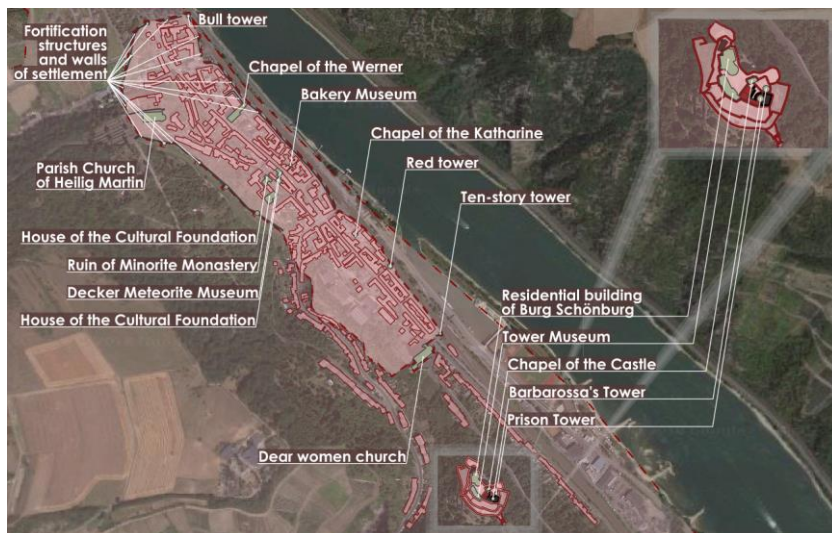 Fortification
structures
and walls
of settlement
Bull tower
Chapel of the Werner
Bakery Museum
Chapel of the Katharine
Red tower
Ten-story tower
Parish Church
of Heilig Martin
House of the Cultural Foundation
Ruin of Minorite Monastery
Decker Meteorite Museum
House of the Cultural Foundation
Residential building
of Burg Schönburg
Tower Museum
Chapel of the Castle
Barbarossa's Tower
Prison Tower
Dear women church